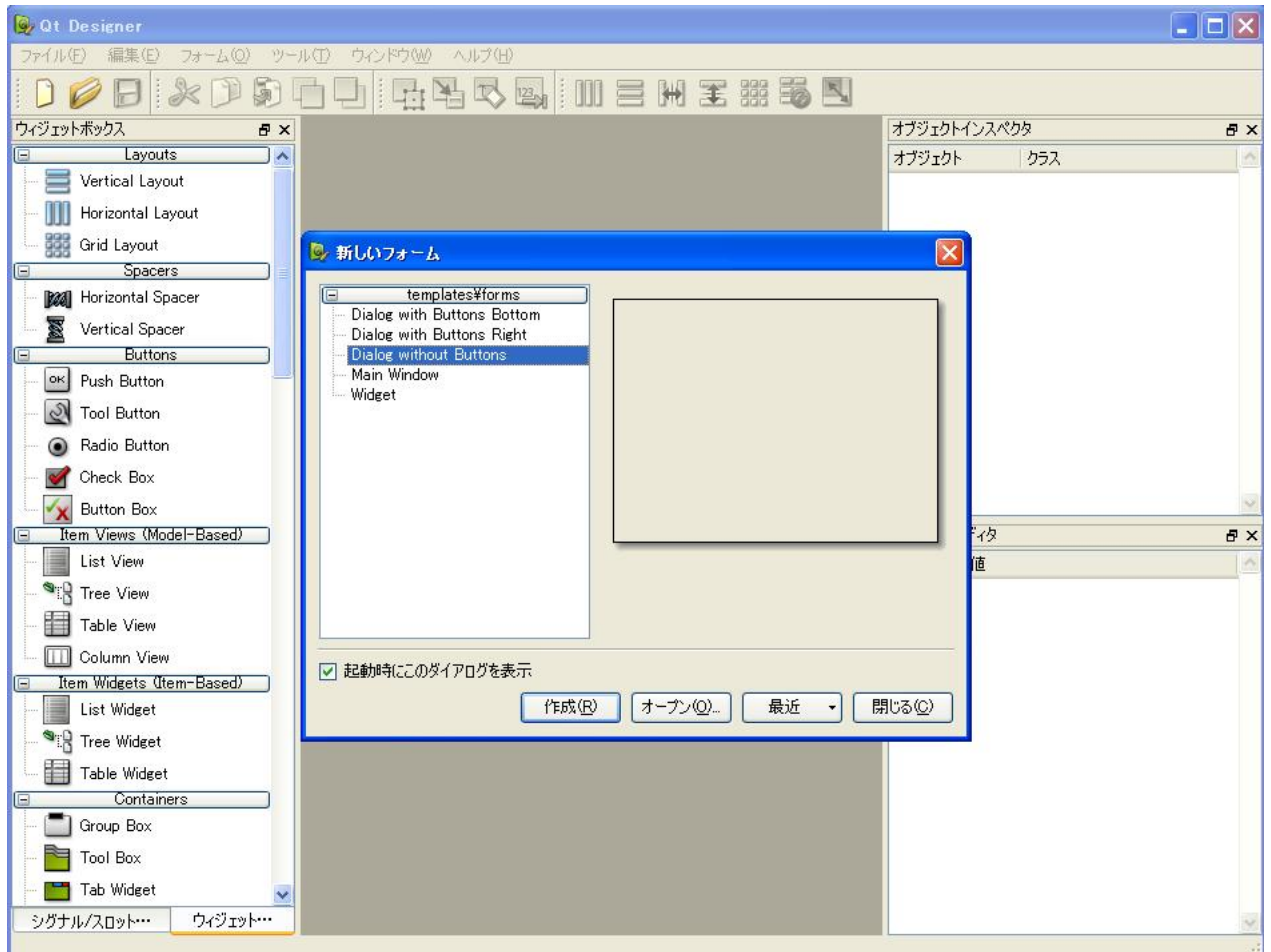 Qt Designer
ファイル(F) 編集(E) フォーム(O) ツール(T) ウィンドウ(W) ヘルプ(H)
123
ウィジェットボックス
Layouts
Vertical Layout
Horizontal Layout
Grid Layout
Spacers
Horizontal Spacer
Vertical Spacer
Buttons
OK Push Button
Tool Button
Radio Button
Check Box
Button Box
Item Views (Model-Based)
List View
Tree View
Table View
Column View
Item Widgets (Item-Based)
List Widget
Tree Widget
Table Widget
Containers
Group Box
Tool Box
Tab Widget
シグナル/スロット… ウィジェット…
新しいフォーム
templates¥forms
Dialog with Buttons Bottom
Dialog with Buttons Right
Dialog without Buttons
Main Window
Widget
起動時にこのダイアログを表示
作成(R) オープン(O)... 最近 閉じる(C)
オブジェクトインスペクタ
オブジェクト クラス
ィタ
値